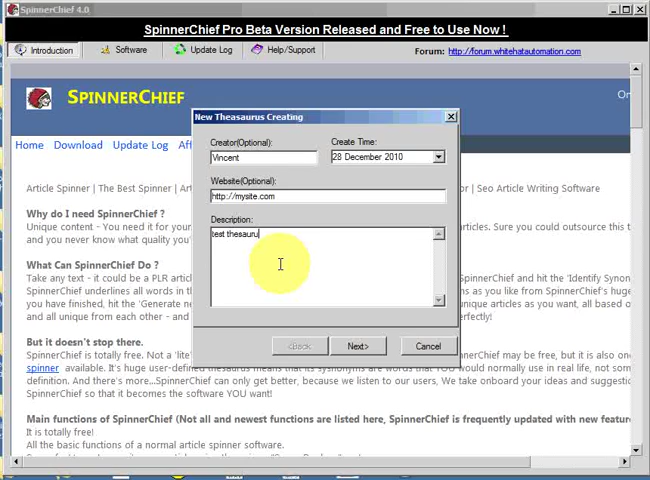 SpinnerChief 4.0
SpinnerChief Pro Beta Version Released and Free to Use Now !
Introduction
Software
Update Log
Help/Support
Forum: http://forum.whitehatautomation.com
SPINNERCHIEF
On
Home Download Update Log Aff
New Theasaurus Creating
Creator(Optional):
Create Time:
Vincent
28 December 2010
Website(Optional):
http://mysite.com
Description:
test thesauru
<Back
Next>
Cancel
Article Spinner | The Best Spinner | Ar
Software | Seo Article Writing Software
Why do I need SpinnerChief ?
Unique content - You need it for you
Sure you could outsource this t
and you never know what quality you'
What Can SpinnerChief Do ?
Take any text - it could be a PLR article
SpinnerChief and hit the 'Identify Synon
SpinnerChief underlines all words in th
s as you like from SpinnerChief's huge
you have finished, hit the 'Generate ne
unique articles as you want, all based o
and all unique from each other - and
perfectly!
But it doesn't stop there.
SpinnerChief is totally free. Not a 'lite'
SpinnerChief may be free, but it is also one
spinner available. It's huge user-defined thesaurus means that its synonyms are words that YOU would normally use in real life, not some
definition. And there's more...SpinnerChief can only get better, because we listen to our users, We take onboard your ideas and suggestio
SpinnerChief so that it becomes the software YOU want!
Main functions of SpinnerChief (Not all and newest functions are listed here, SpinnerChief is frequently updated with new featur
It is totally free!
All the basic functions of a normal article spinner software.